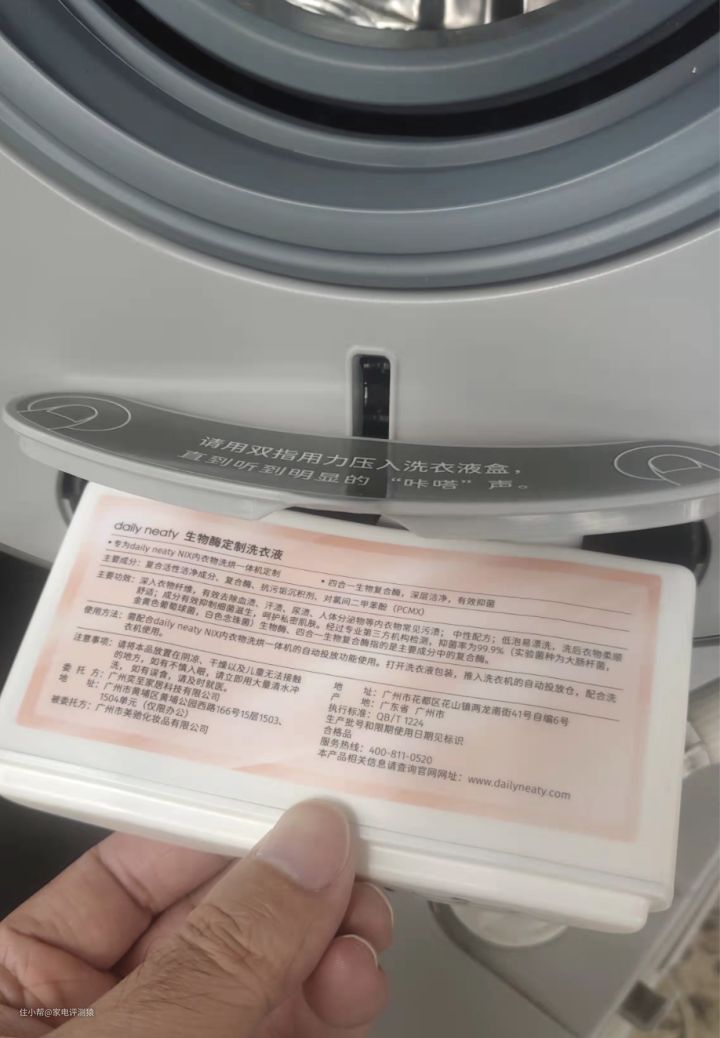 请用双指用力压入洗衣液盒，
直到听到明显的“咔嗒”声。
daily neaty 生物酶定制洗衣液
•专为daily neaty NIX内衣物洗烘一体机定制
•四合一生物复合酶，深层洁净，有效抑菌
主要成分：复合活性洁净成分、复合酶、抗污垢沉积剂、对氯间二甲苯酚（PCMX）
主要功效：深入衣物纤维，有效去除血渍、汗渍、尿渍、人体分泌物等内衣物常见污渍；中性配方；低泡易漂洗，洗后衣物柔顺
舒适；成分有效抑制细菌滋生，呵护私密肌肤。经过专业第三方机构检测，抑菌率为99.9%（实验菌种为大肠杆菌，
金黄色葡萄球菌，白色念珠菌）生物酶、四合一生物复合酶指的是主要成分中的复合酶。
使用方法：需配合daily neaty NIX内衣物洗烘一体机的自动投放功能使用。打开洗衣液包装，推入洗衣机的自动投放仓，配合洗
衣机使用。
注意事项：请将本品放置在阴凉、干燥以及儿童无法接触
的地方，如有不慎入眼，请立即用大量清水冲
洗，如有误食，请及时就医。
委托方：广州奕至家居科技有限公司
地址：广州市黄埔区黄埔公园西路166号15层1503、
1504单元（仅限办公）
被委托方：广州市美驰化妆品有限公司
地址：广州市花都区花山镇两龙南街41号自编6号
产地：广东省 广州市
执行标准：QB/T 1224
生产批号和限期使用日期见标识
合格品
服务热线：400-811-0520
本产品相关信息请查询官网网址：www.dailyneaty.com
住小帮@家电评测猿